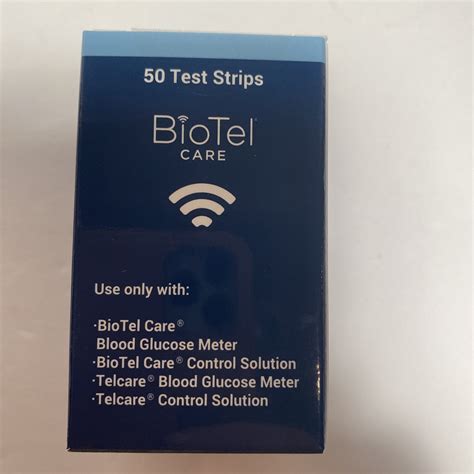 50 Test Strips
BioTel®
CARE
Use only with:
·BioTel Care®
Blood Glucose Meter
·BioTel Care® Control Solution
·Telcare® Blood Glucose Meter
·Telcare® Control Solution